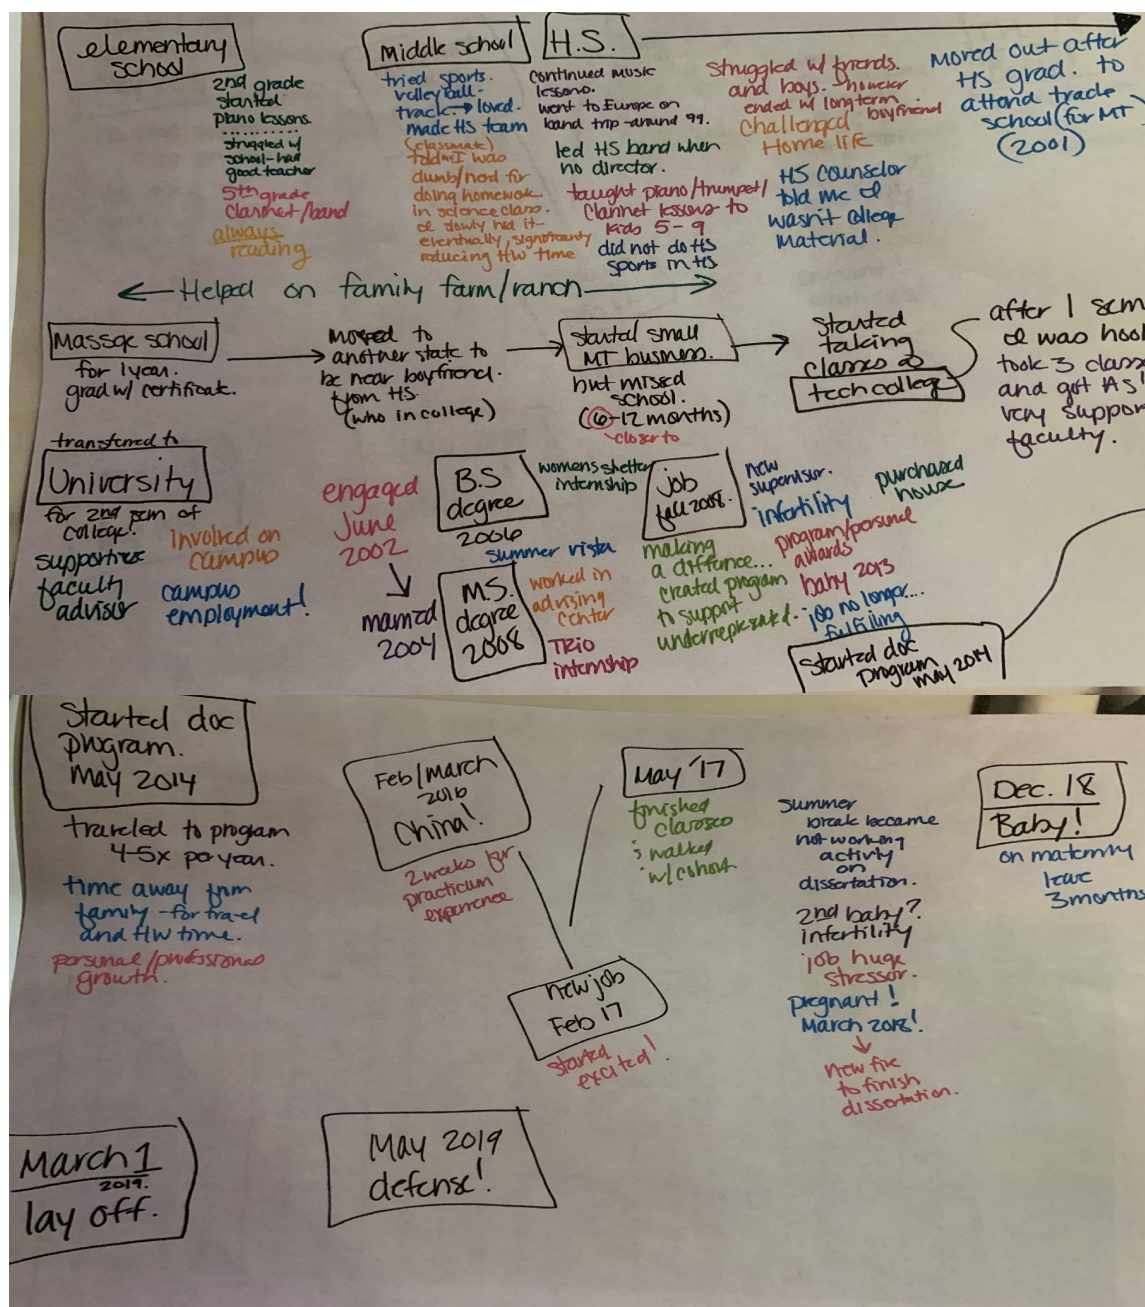 elementary
school
2nd grade
started
piano lessons.
..........
struggled w/
school-had
good teacher
5th grade
clarinet/band
always
reading
Middle school
tried sports.
volleyball-
track → loved.
made HS team
(classmate)
told me I was
dumb/nerd for
doing homework
in science class.
I slowly hid it-
eventually, significantly
reducing HW time
H.S.
continued music
lessons.
went to Europe on
band trip-around 99.
led HS band when
no director.
taught piano/trumpet/
clarinet lessons to
kids 5-9
did not do HS
sports in HS
struggled w/ friends.
and boys. however
ended w/ long term
boyfriend
challenged
Home life
HS counselor
told me I
wasn't college
material.
moved out after
HS grad. to
attend trade
school (for MT)
(2001)
← Helped on family farm/ranch →
Massge school
for 1 year.
grad w/ certificate.
moved to
another state to
be near boyfriend.
from HS.
(who in college)
started small
MT business.
but missed
school.
(6-12 months)
closer to
started
taking
classes @
tech college
after 1 sem
I was hook
took 3 classe
and got AS!
very support
faculty.
transferred to
University
for 2nd sem of
college!
supportive
faculty
advisor
involved on
campus
campus
employment!
engaged
June
2002
married
2004
B.S
degree
2006
summer vista
M.S.
degree
2008
womens shelter
internship
worked in
advising
center
TRiO
internship
job
fall 2008.
making
a diffance...
created program
to support
underrepresented.
new
supervisor.
infertility
purchased
house
program/personal
awards
baby 2013
job no longer...
fulfilling
started doc
program
may 2014
Started doc
program.
may 2014
traveled to program
4-5x per year.
time away from
family-for travel
and HW time.
personal/professional
growth.
Feb/March
2016
China!
2 weeks for
practicum
experience
new job
Feb 17
started
excited!
May '17
finished
classes
& walked
w/cohort
summer
break became
not working
activly
on
dissertation.
2nd baby?
infertility
job huge
stressor.
pregnant!
March 2018!
new fire
to finish
dissertation.
Dec. 18
Baby!
on maternity
leave
3 months
March 1
2019.
lay off.
May 2019
defense!